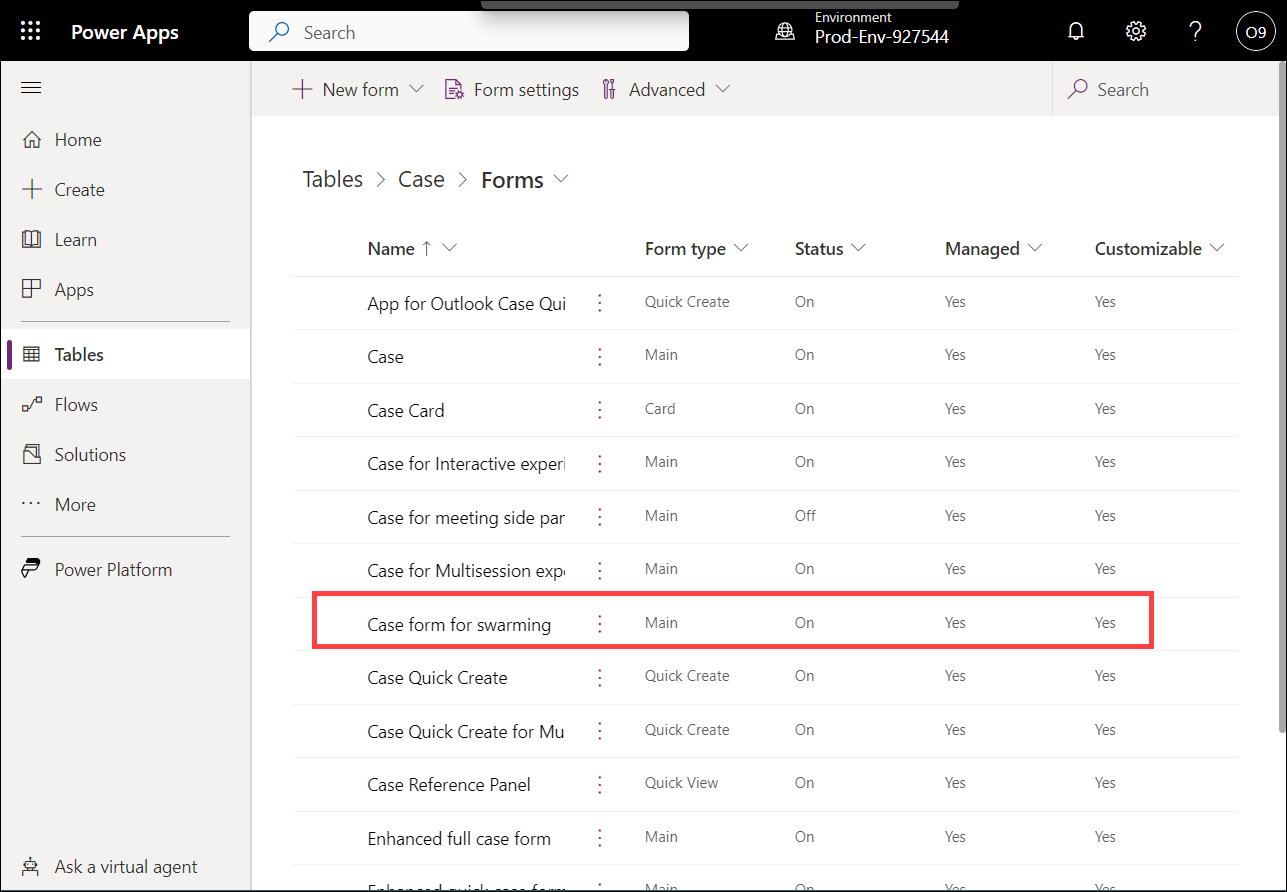 Power Apps
Search
Environment
Prod-Env-927544
O9
New form
Form settings
Advanced
Search
Home
Create
Learn
Apps
Tables
Flows
Solutions
More
Power Platform
Ask a virtual agent
Tables > Case > Forms
Name ↑ Form type Status Managed Customizable
App for Outlook Case Qui Quick Create On Yes Yes
Case Main On Yes Yes
Case Card Card On Yes Yes
Case for Interactive experi Main On Yes Yes
Case for meeting side par Main Off Yes Yes
Case for Multisession expe Main On Yes Yes
Case form for swarming Main On Yes Yes
Case Quick Create Quick Create On Yes Yes
Case Quick Create for Mu Quick Create On Yes Yes
Case Reference Panel Quick View On Yes Yes
Enhanced full case form Main On Yes Yes
Enhanced quick case form Main On Yes Yes